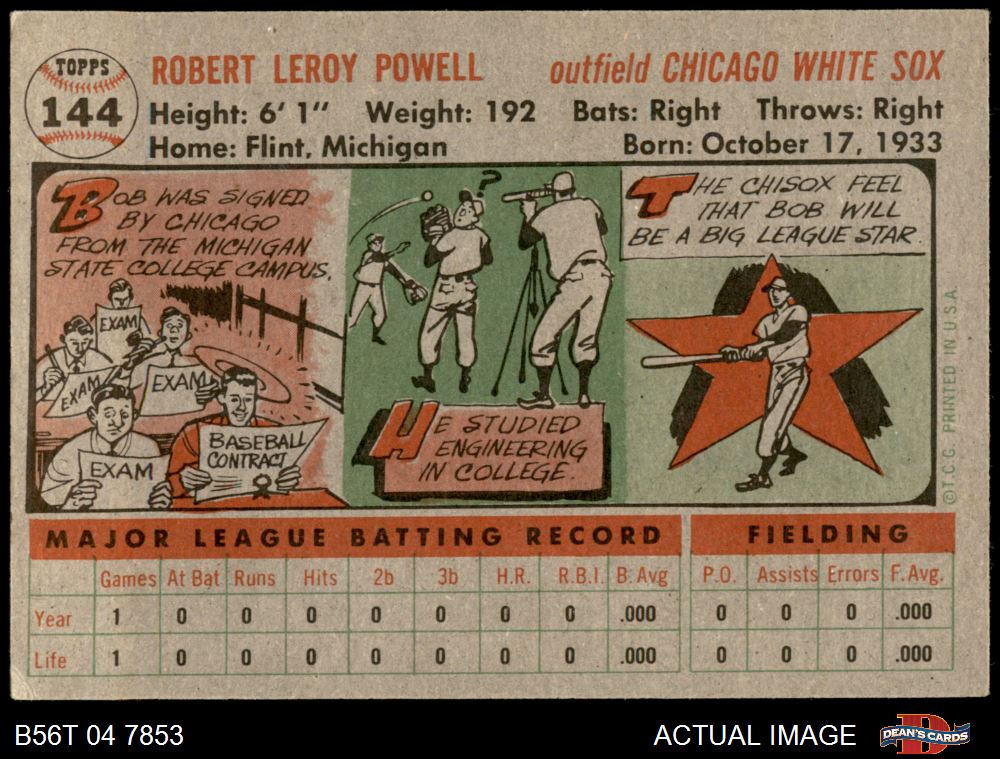 TOPPS
144
ROBERT LEROY POWELL outfield CHICAGO WHITE SOX
Height: 6' 1" Weight: 192 Bats: Right Throws: Right
Home: Flint, Michigan Born: October 17, 1933
BOB WAS SIGNED
BY CHICAGO
FROM THE MICHIGAN
STATE COLLEGE CAMPUS.
EXAM
EXAM
EXAM
EXAM
BASEBALL
CONTRACT
?
HE STUDIED
ENGINEERING
IN COLLEGE.
THE CHISOX FEEL
THAT BOB WILL
BE A BIG LEAGUE STAR.
© T.C.G. PRINTED IN U.S.A.
MAJOR LEAGUE BATTING RECORD FIELDING
Games At Bat Runs Hits 2b 3b H.R. R.B.I. B. Avg P.O. Assists Errors F. Avg.
Year 1 0 0 0 0 0 0 0 .000 0 0 0 .000
Life 1 0 0 0 0 0 0 0 .000 0 0 0 .000
B56T 04 7853 ACTUAL IMAGE
DEAN'S CARDS